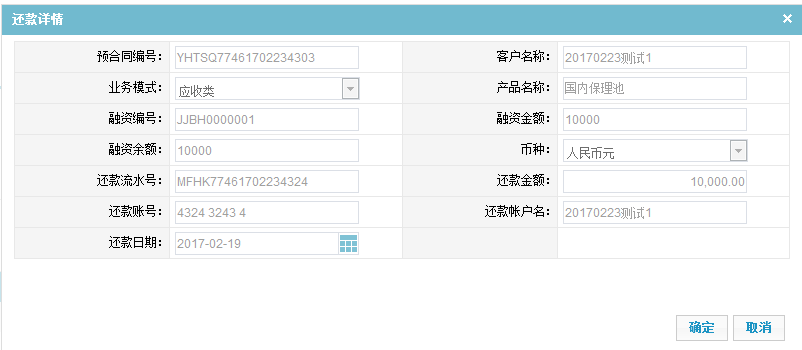 还款详情 ×
预合同编号： YHTSQ77461702234303 客户名称： 20170223测试1
业务模式： 应收类 产品名称： 国内保理池
融资编号： JJBH0000001 融资金额： 10000
融资余额： 10000 币种： 人民币元
还款流水号： MFHK77461702234324 还款金额： 10,000.00
还款账号： 4324 3243 4 还款帐户名： 20170223测试1
还款日期： 2017-02-19
确定 取消